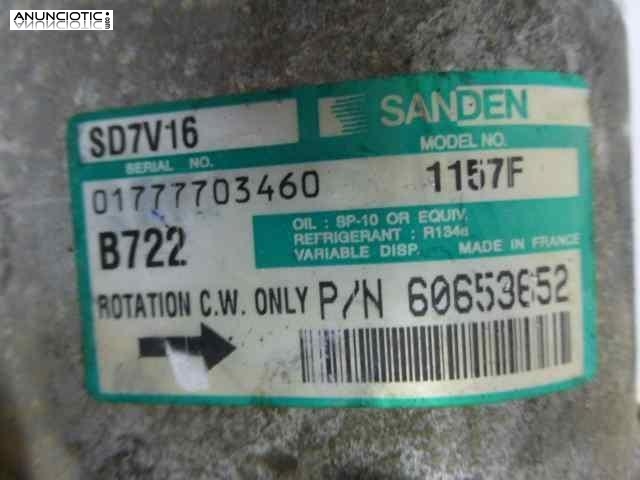 ANUNCIOTIC.com
SANDEN
SD7V16
MODEL NO.
SERIAL NO.
01777703460
1157F
B722
OIL : SP-10 OR EQUIV.
REFRIGERANT : R134a
VARIABLE DISP.
MADE IN FRANCE
ROTATION C.W. ONLY
P/N 60653652